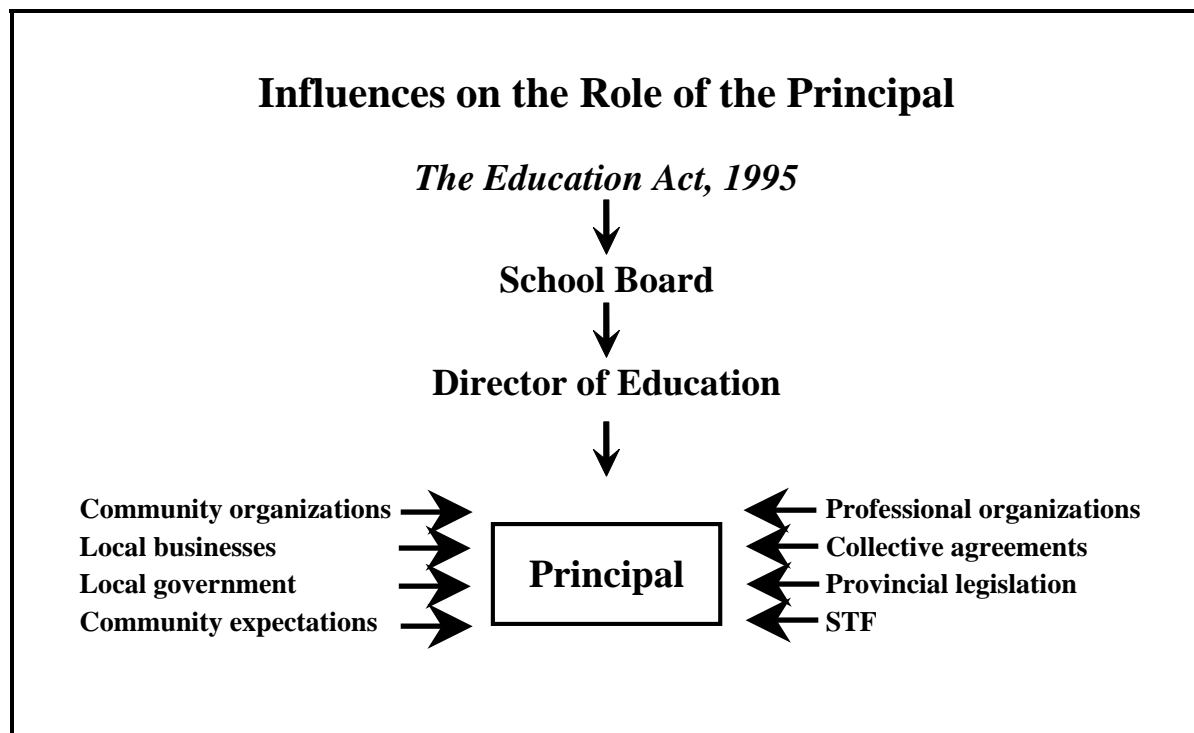 Influences on the Role of the Principal
The Education Act, 1995
School Board
Director of Education
Community organizations
Local businesses
Local government
Community expectations
Principal
Professional organizations
Collective agreements
Provincial legislation
STF